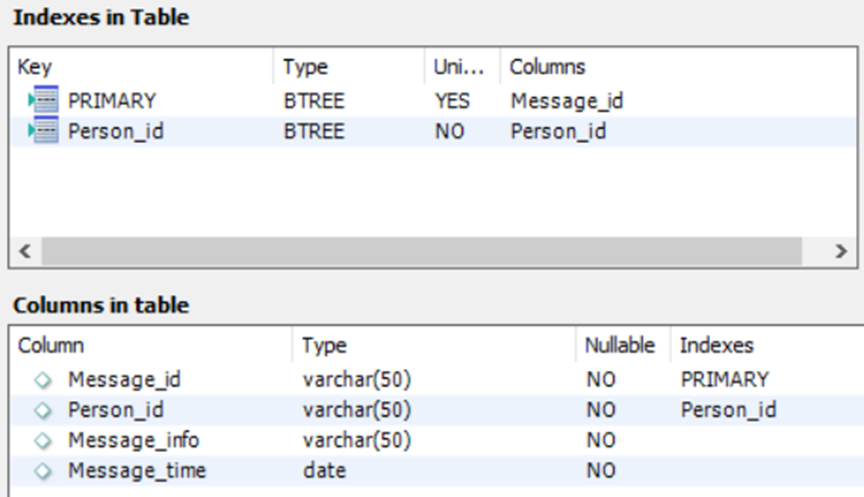 Indexes in Table
Key Type Uni... Columns
PRIMARY BTREE YES Message_id
Person_id BTREE NO Person_id
Columns in table
Column Type Nullable Indexes
Message_id varchar(50) NO PRIMARY
Person_id varchar(50) NO Person_id
Message_info varchar(50) NO
Message_time date NO